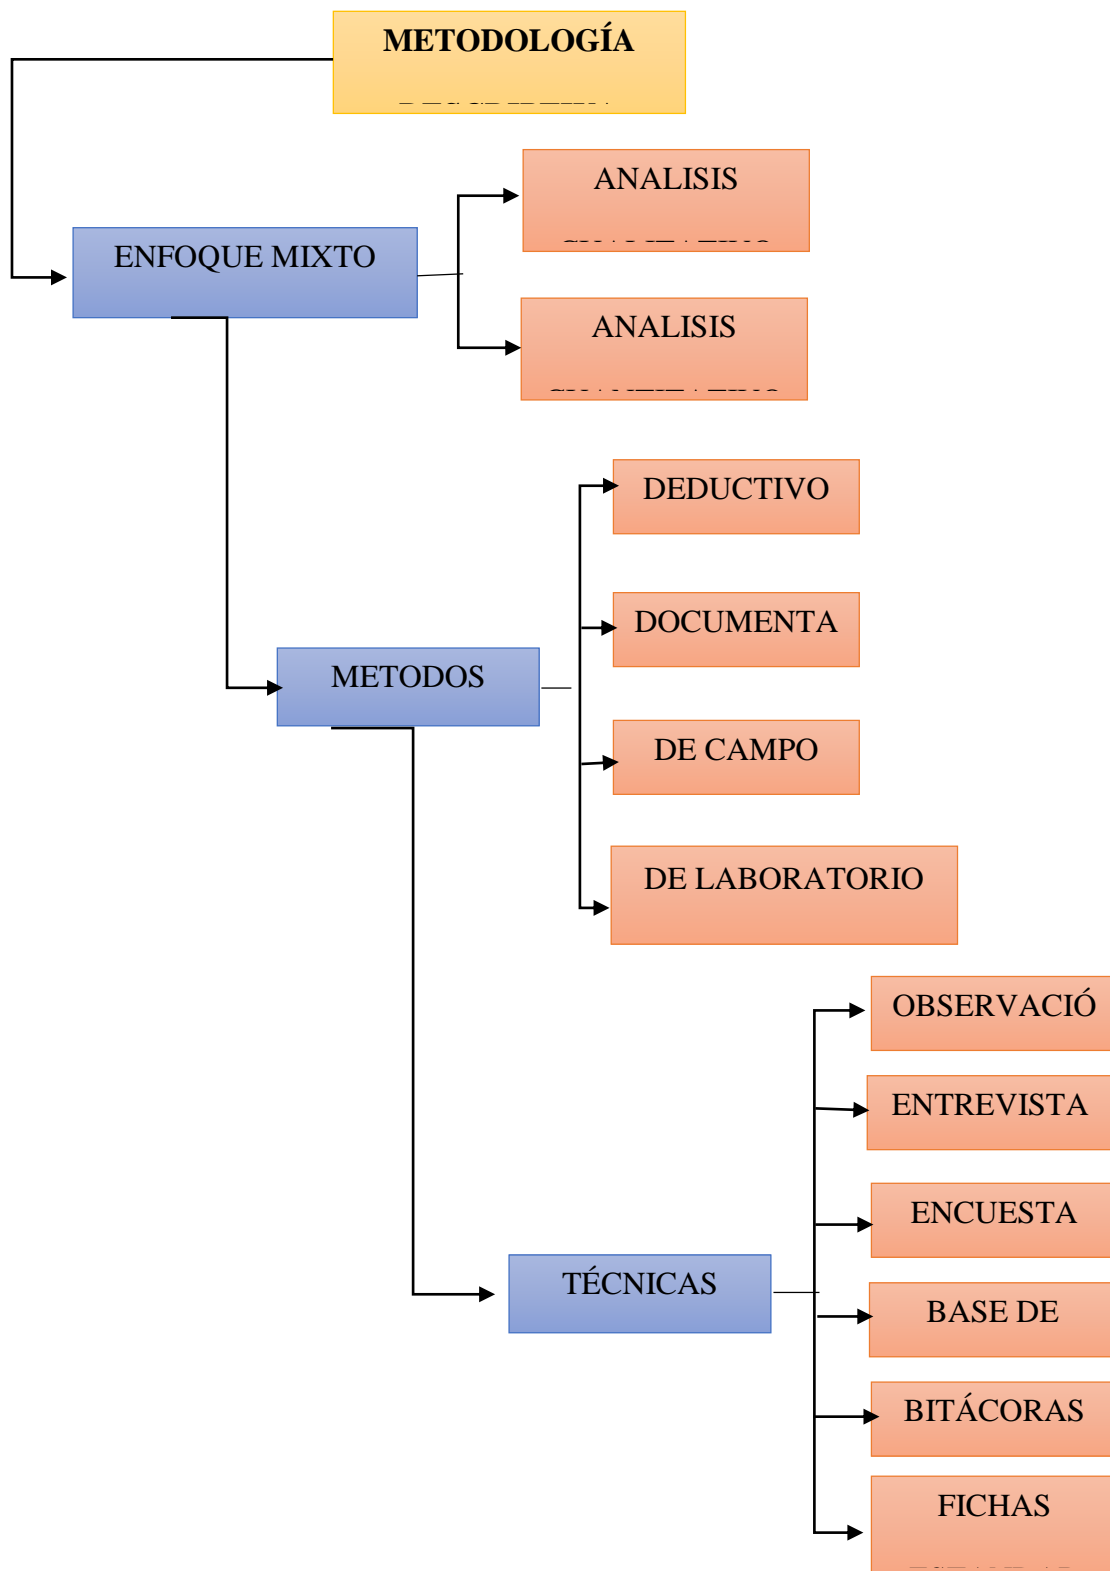 METODOLOGÍA
ANALISIS
ENFOQUE MIXTO
ANALISIS
DEDUCTIVO
DOCUMENTA
METODOS
DE CAMPO
DE LABORATORIO
OBSERVACIÓ
ENTREVISTA
ENCUESTA
TÉCNICAS
BASE DE
BITÁCORAS
FICHAS